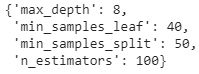 {'max_depth': 8,
 'min_samples_leaf': 40,
 'min_samples_split': 50,
 'n_estimators': 100}